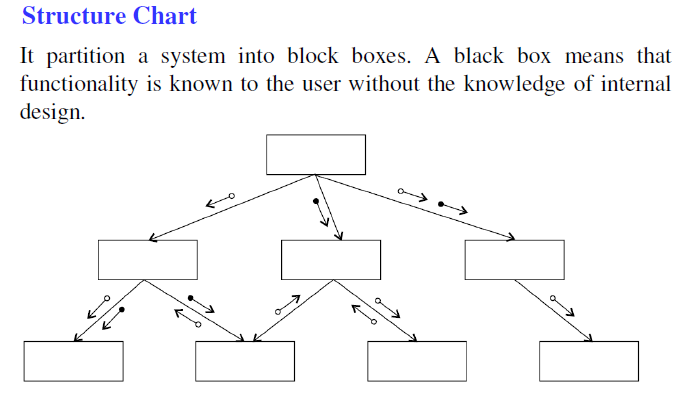 Structure Chart
It partition a system into block boxes. A black box means that
functionality is known to the user without the knowledge of internal
design.